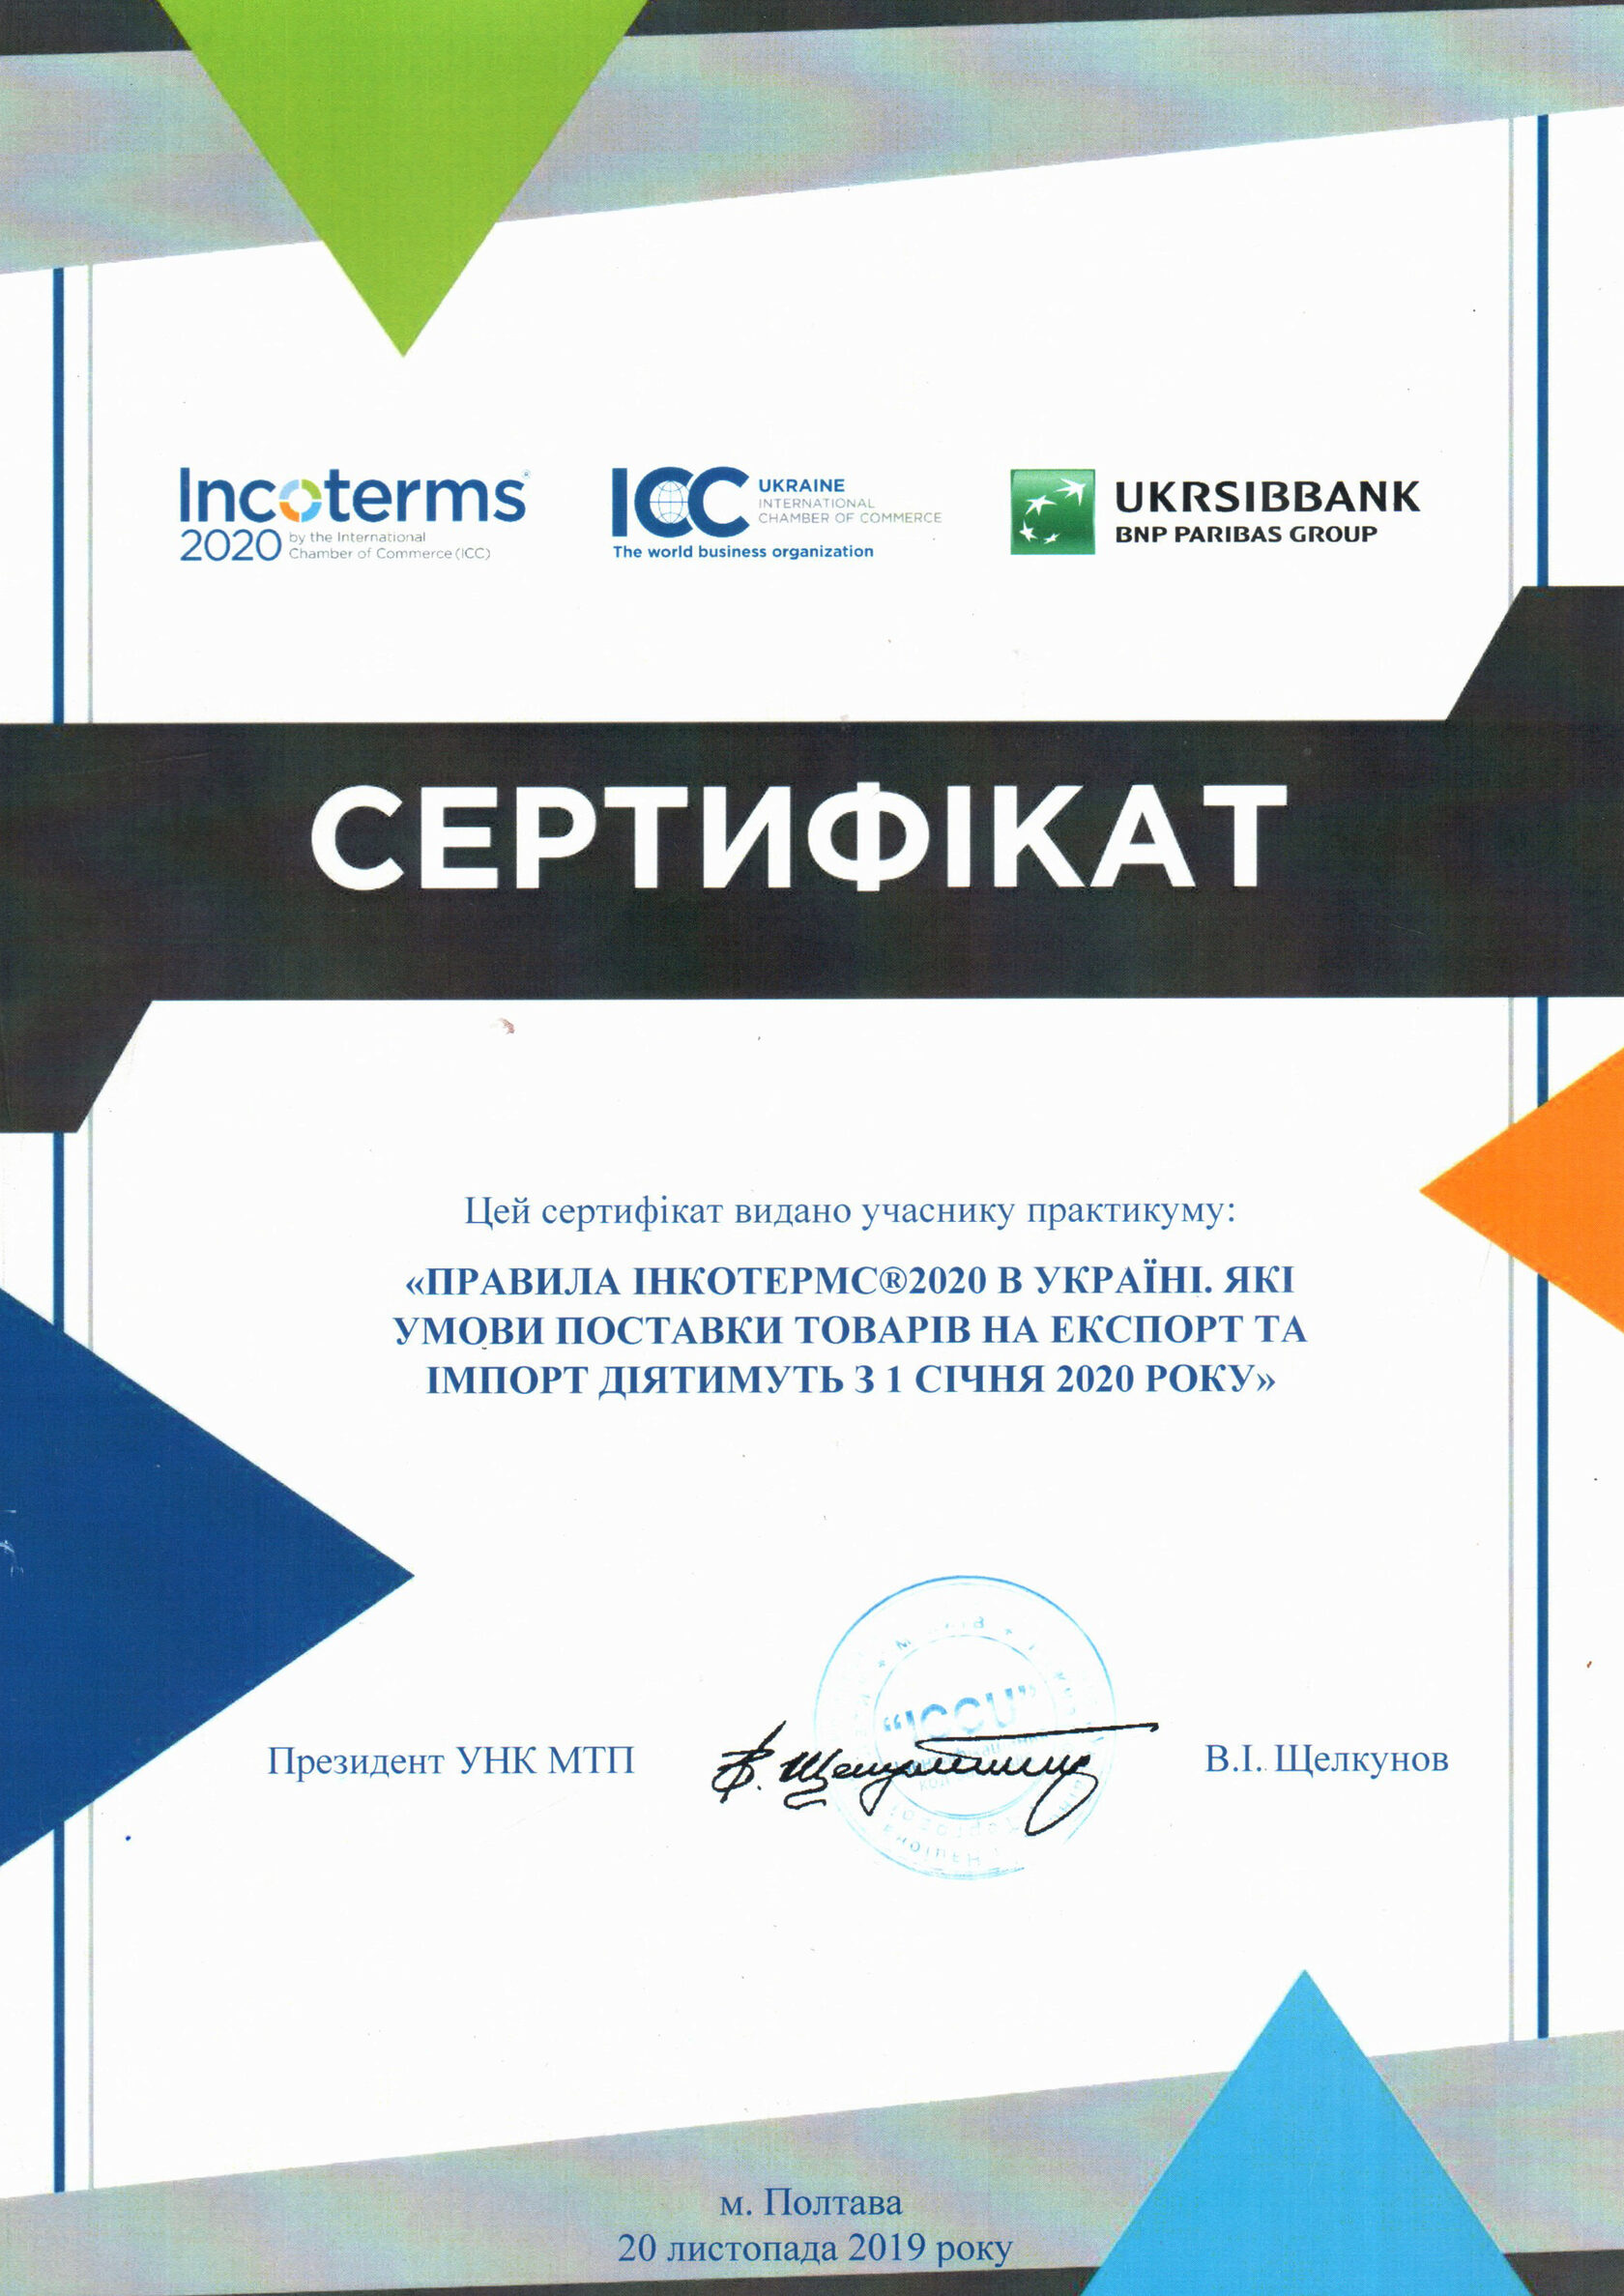 Incoterms®
2020 by the International
Chamber of Commerce (ICC)
ICC UKRAINE
INTERNATIONAL
CHAMBER OF COMMERCE
The world business organization
UKRSIBBANK
BNP PARIBAS GROUP
СЕРТИФІКАТ
Цей сертифікат видано учаснику практикуму:
«ПРАВИЛА ІНКОТЕРМС®2020 В УКРАЇНІ. ЯКІ
УМОВИ ПОСТАВКИ ТОВАРІВ НА ЕКСПОРТ ТА
ІМПОРТ ДІЯТИМУТЬ З 1 СІЧНЯ 2020 РОКУ»
"ICCU"
Президент УНК МТП
В.І. Щелкунов
м. Полтава
20 листопада 2019 року